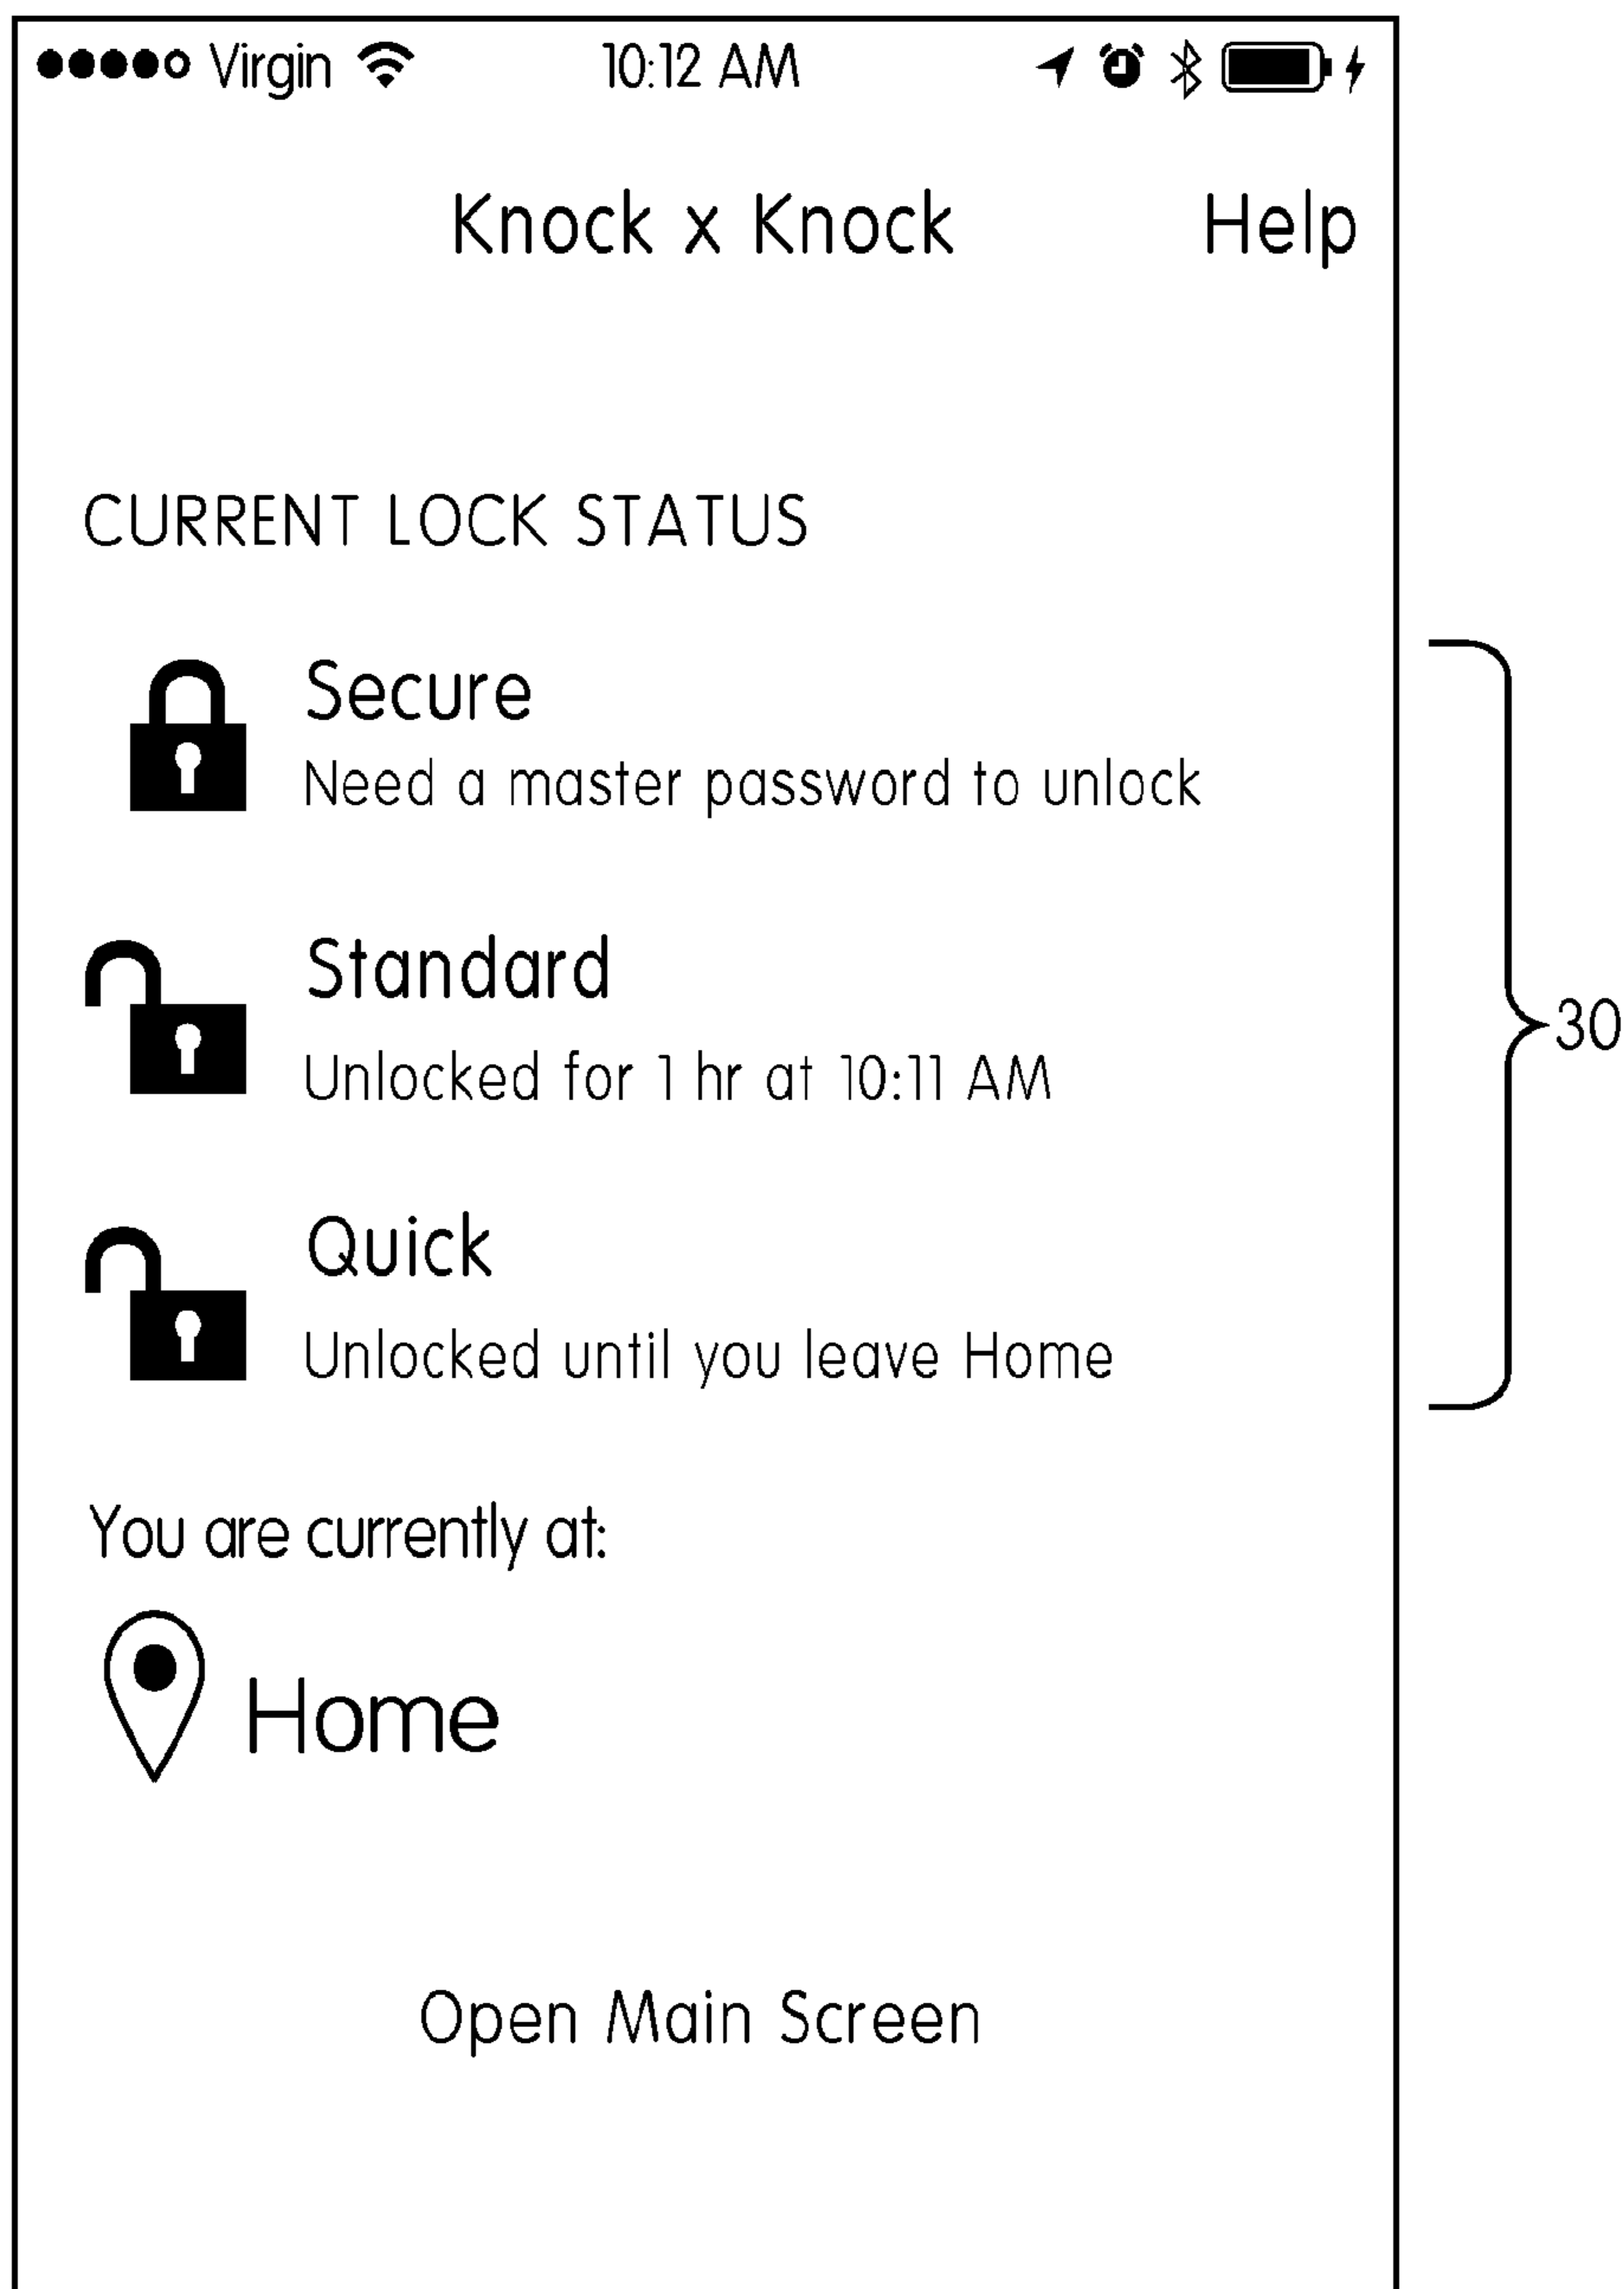 Virgin 10:12 AM
Knock x Knock Help
CURRENT LOCK STATUS
Secure
Need a master password to unlock
Standard
Unlocked for 1 hr at 10:11 AM
30
Quick
Unlocked until you leave Home
You are currently at:
Home
Open Main Screen